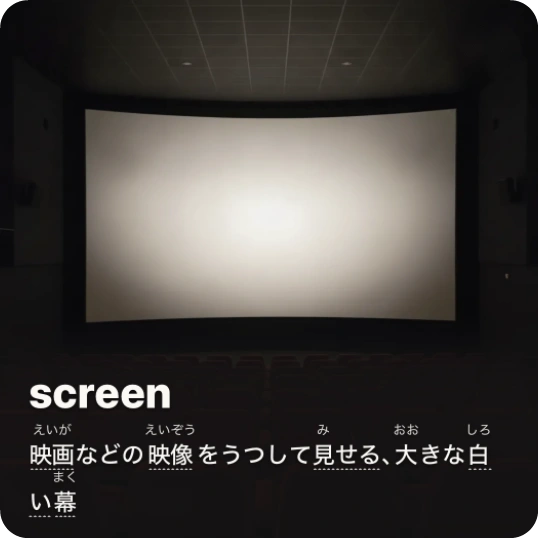 screen
えいが えいぞう み おお しろ
映画などの映像をうつして見せる、大きな白
まく
い幕